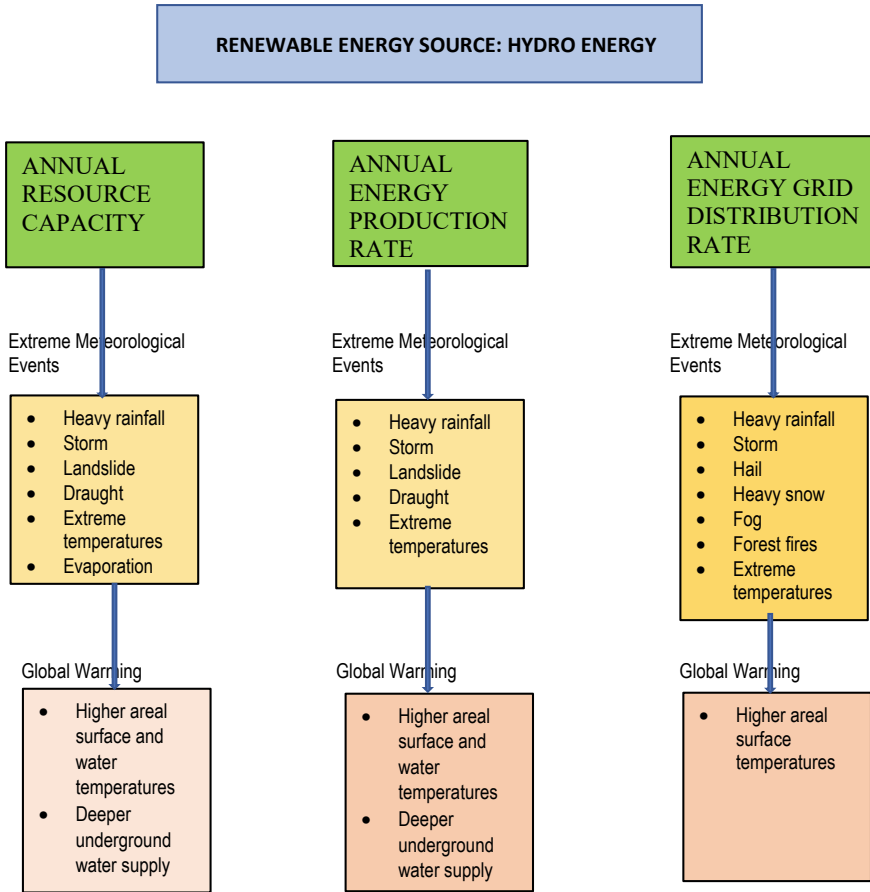 RENEWABLE ENERGY SOURCE: HYDRO ENERGY
ANNUAL
RESOURCE
CAPACITY
Extreme Meteorological
Events
• Heavy rainfall
• Storm
• Landslide
• Draught
• Extreme
temperatures
• Evaporation
Global Warming
• Higher areal
surface and
water
temperatures
• Deeper
underground
water supply
ANNUAL
ENERGY
PRODUCTION
RATE
Extreme Meteorological
Events
• Heavy rainfall
• Storm
• Landslide
• Draught
• Extreme
temperatures
Global Warming
• Higher areal
surface and
water
temperatures
• Deeper
underground
water supply
ANNUAL
ENERGY GRID
DISTRIBUTION
RATE
Extreme Meteorological
Events
• Heavy rainfall
• Storm
• Hail
• Heavy snow
• Fog
• Forest fires
• Extreme
temperatures
Global Warming
• Higher areal
surface
temperatures